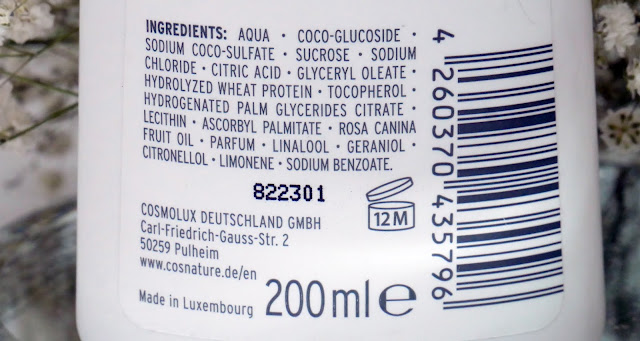 INGREDIENTS: AQUA • COCO-GLUCOSIDE •
SODIUM COCO-SULFATE • SUCROSE • SODIUM
CHLORIDE • CITRIC ACID • GLYCERYL OLEATE •
HYDROLYZED WHEAT PROTEIN • TOCOPHEROL •
HYDROGENATED PALM GLYCERIDES CITRATE •
LECITHIN • ASCORBYL PALMITATE • ROSA CANINA
FRUIT OIL • PARFUM • LINALOOL • GERANIOL •
CITRONELLOL • LIMONENE • SODIUM BENZOATE.
822301
12M
COSMOLUX DEUTSCHLAND GMBH
Carl-Friedrich-Gauss-Str. 2
50259 Pulheim
www.cosnature.de/en
Made in Luxembourg
200ml℮
4 260370 435796